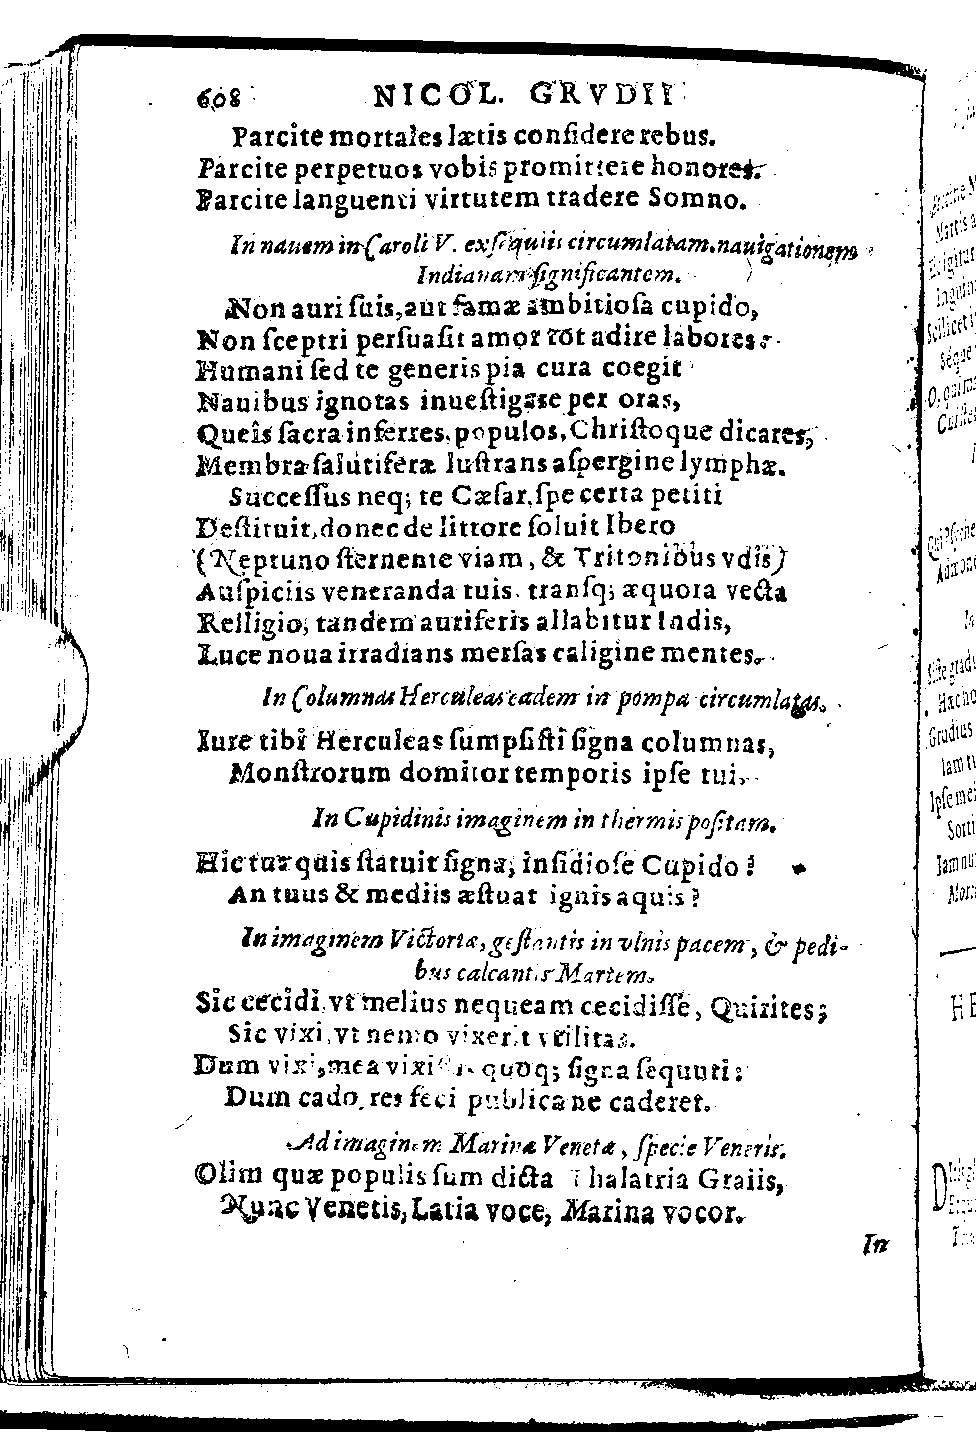 608 NICOL. GRVDII
Parcite mortales lætis confidere rebus.
Parcite perpetuos vobis promittere honores.
Parcite languenti virtutem tradere Somno.
In nauem in Caroli V. exsequiis circumlatam, nauigationem
Indianam significantem.
Non auri suis, aut famæ ambitiosa cupido,
Non sceptri persuasit amor tot adire labores:
Humani sed te generis pia cura coegit
Nauibus ignotas inuestigare per oras,
Queîs sacra inferres, populos, Christoque dicares,
Membra salutiferæ lustrans aspergine lymphæ.
Successus neq; te Cæsar, spe certa petiti
Destituit, donec de littore soluit Ibero
(Neptuno sternente viam, & Tritonibus vdis)
Auspiciis veneranda tuis, transq; æquora vecta
Relligio, tandem auriferis allabitur Indis,
Luce noua irradians mersas caligine mentes.
In Columnas Herculeas eadem in pompa circumlatas.
Iure tibi Herculeas sumpsisti signa columnas,
Monstrorum domitor temporis ipse tui.
In Cupidinis imaginem in thermis positam.
Hic tua quis statuit signa, insidiose Cupido?
An tuus & mediis æstuat ignis aquis?
In imaginem Victoriæ, gestantis in vlnis pacem, & pedi-
bus calcantis Martem.
Sic cecidi, vt melius nequeam cecidisse, Quirites;
Sic vixi, vt nemo vixerit vtilitas.
Dum vixi, mea vixi quoq; signa sequuti:
Dum cado, res feci publica ne caderet.
Ad imaginem Marinæ Venetæ, specie Veneris.
Olim quæ populis sum dicta Thalatria Graiis,
Nunc Venetis, Latia voce, Marina vocor.
In